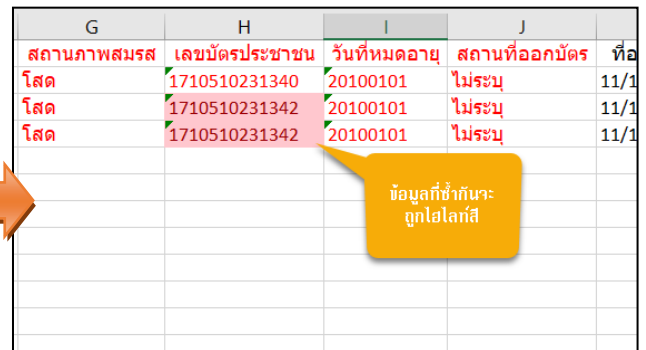 G H I J
สถานภาพสมรส เลขบัตรประชาชน วันที่หมดอายุ สถานที่ออกบัตร ที่อ
โสด 1710510231340 20100101 ไม่ระบุ 11/1
โสด 1710510231342 20100101 ไม่ระบุ 11/1
โสด 1710510231342 20100101 ไม่ระบุ 11/1
ข้อมูลที่ซ้ำกันจะ
ถูกไฮไลท์สี